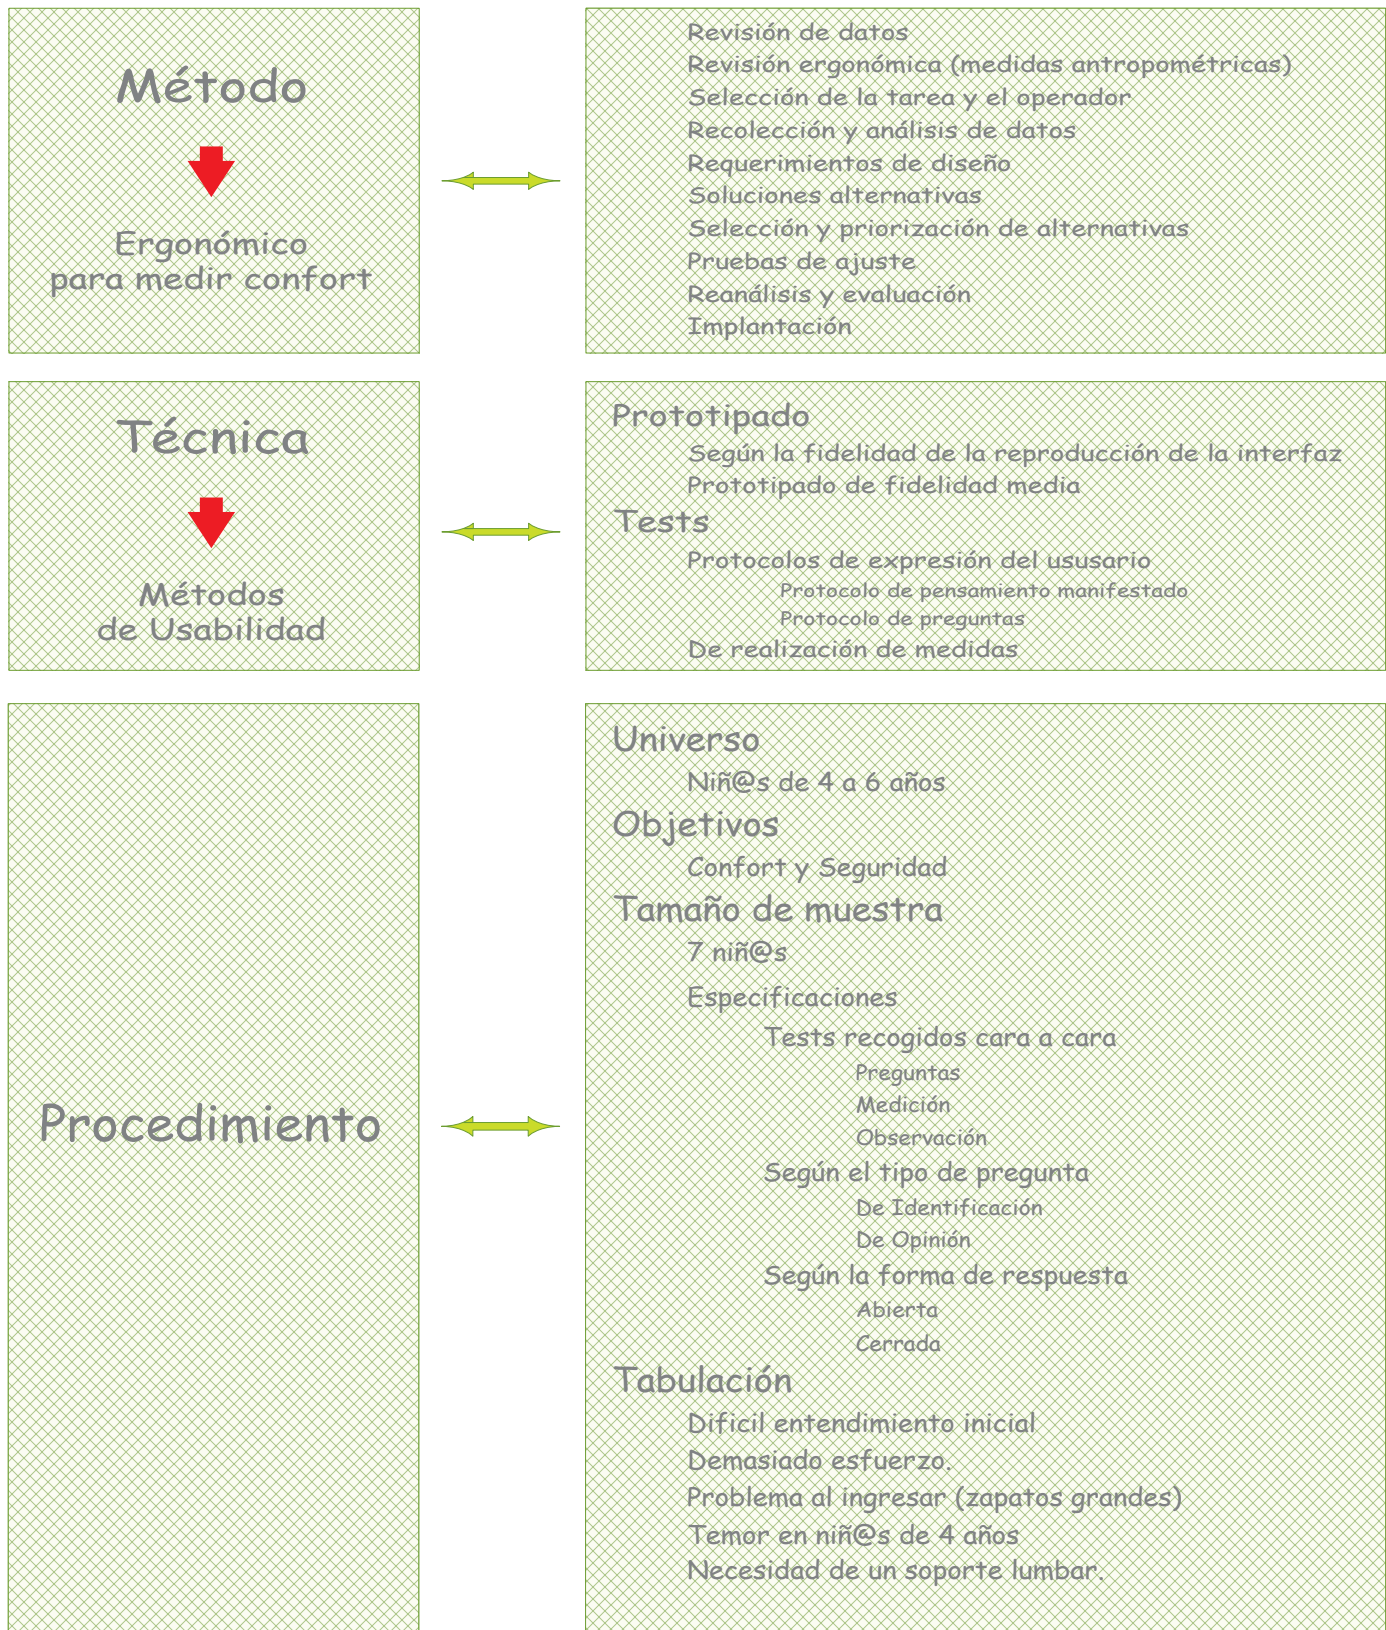 Método
Ergonómico
para medir confort
Revisión de datos
Revisión ergonómica (medidas antropométricas)
Selección de la tarea y el operador
Recolección y análisis de datos
Requerimientos de diseño
Soluciones alternativas
Selección y priorización de alternativas
Pruebas de ajuste
Reanálisis y evaluación
Implantación
Técnica
Métodos
de Usabilidad
Prototipado
Según la fidelidad de la reproducción de la interfaz
Prototipado de fidelidad media
Tests
Protocolos de expresión del ususario
Protocolo de pensamiento manifestado
Protocolo de preguntas
De realización de medidas
Procedimiento
Universo
Niñ@s de 4 a 6 años
Objetivos
Confort y Seguridad
Tamaño de muestra
7 niñ@s
Especificaciones
Tests recogidos cara a cara
Preguntas
Medición
Observación
Según el tipo de pregunta
De Identificación
De Opinión
Según la forma de respuesta
Abierta
Cerrada
Tabulación
Dificil entendimiento inicial
Demasiado esfuerzo.
Problema al ingresar (zapatos grandes)
Temor en niñ@s de 4 años
Necesidad de un soporte lumbar.